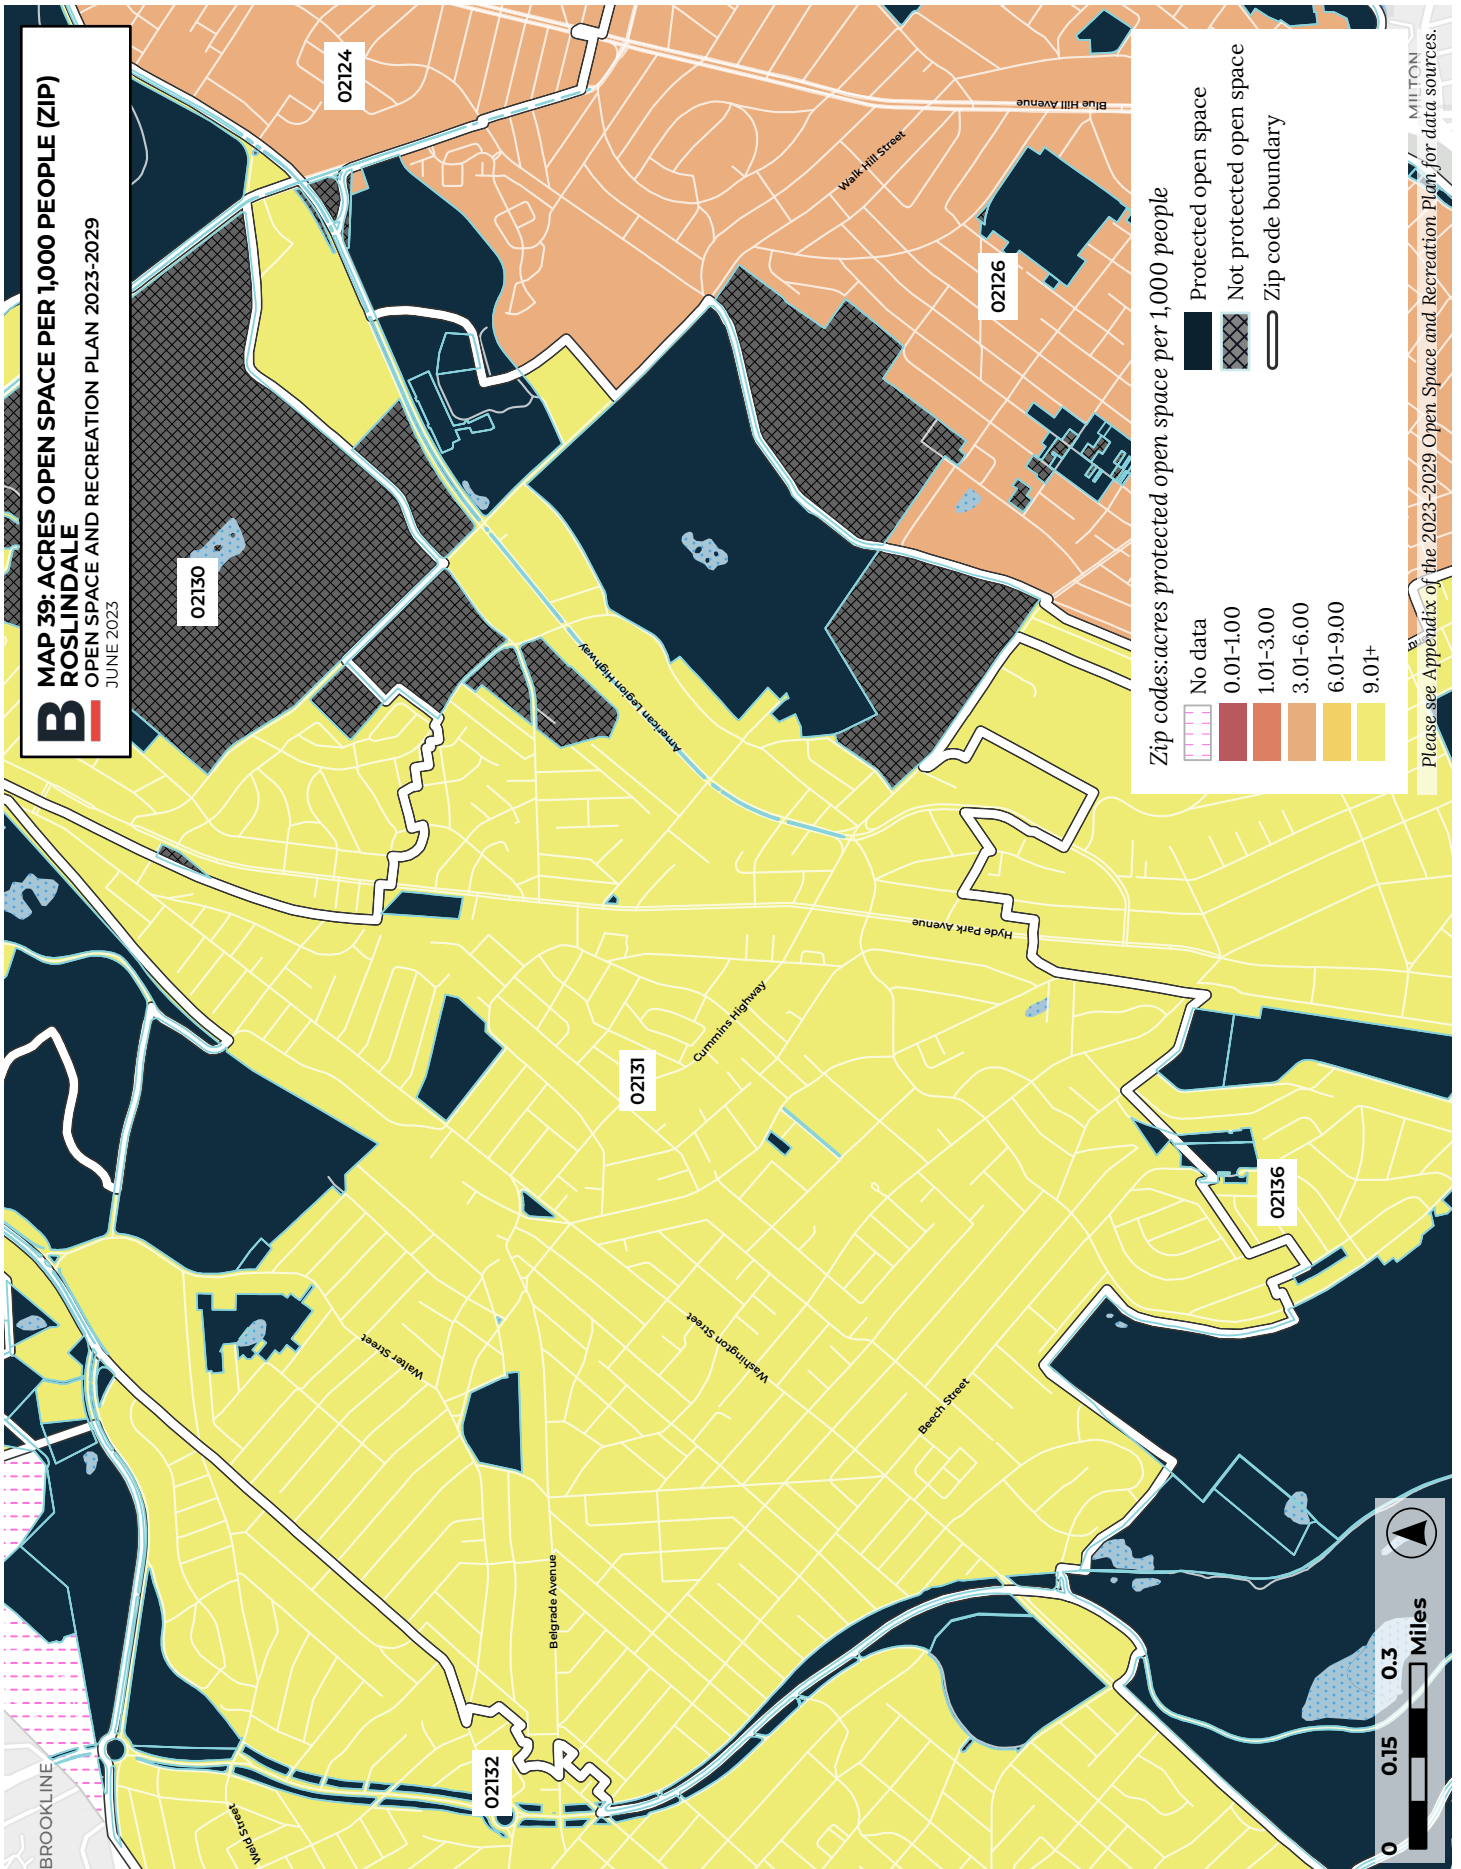 B
MAP 39: ACRES OPEN SPACE PER 1,000 PEOPLE (ZIP)
ROSLINDALE
OPEN SPACE AND RECREATION PLAN 2023-2029
JUNE 2023
BROOKLINE
Weld Street
02132
Belgrade Avenue
Walter Street
Washington Street
Beech Street
02131
Cummins Highway
Hyde Park Avenue
02136
American Legion Highway
02130
02124
Walk Hill Street
Blue Hill Avenue
02126
MILTON
Zip codes:acres protected open space per 1,000 people
No data
0.01-1.00
1.01-3.00
3.01-6.00
6.01-9.00
9.01+
Protected open space
Not protected open space
Zip code boundary
0 0.15 0.3
Miles
Please see Appendix of the 2023-2029 Open Space and Recreation Plan for data sources.